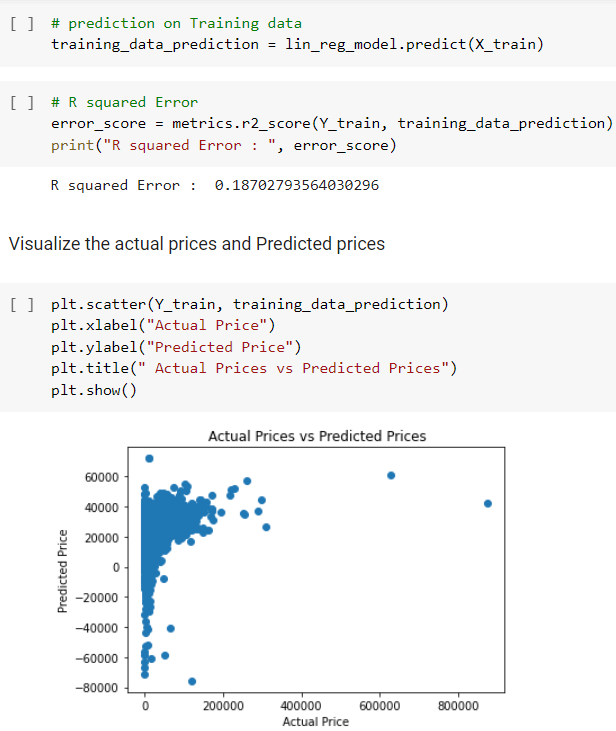 [ ] # prediction on Training data
training_data_prediction = lin_reg_model.predict(X_train)
[ ] # R squared Error
error_score = metrics.r2_score(Y_train, training_data_prediction)
print("R squared Error : ", error_score)
R squared Error :  0.18702793564030296
Visualize the actual prices and Predicted prices
[ ] plt.scatter(Y_train, training_data_prediction)
plt.xlabel("Actual Price")
plt.ylabel("Predicted Price")
plt.title(" Actual Prices vs Predicted Prices")
plt.show()
Actual Prices vs Predicted Prices
60000
40000
20000
0
−20000
−40000
−60000
−80000
Predicted Price
0 200000 400000 600000 800000
Actual Price